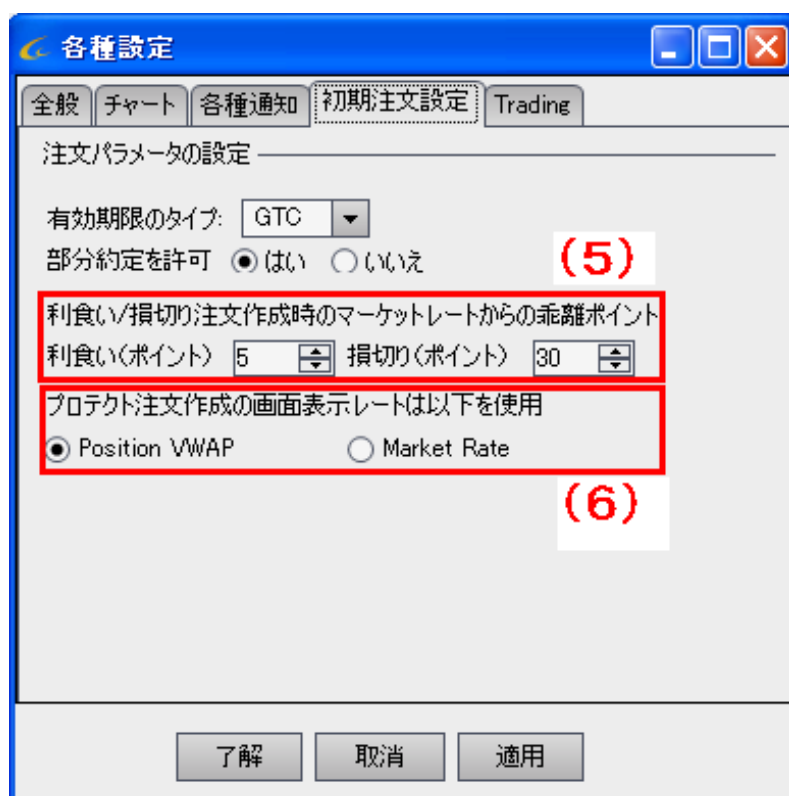 各種設定
全般 チャート 各種通知 初期注文設定 Trading
注文パラメータの設定
有効期限のタイプ: GTC
部分約定を許可 はい いいえ
(5)
利食い/損切り注文作成時のマーケットレートからの乖離ポイント
利食い(ポイント) 5 損切り(ポイント) 30
プロテクト注文作成の画面表示レートは以下を使用
Position VWAP Market Rate
(6)
了解 取消 適用